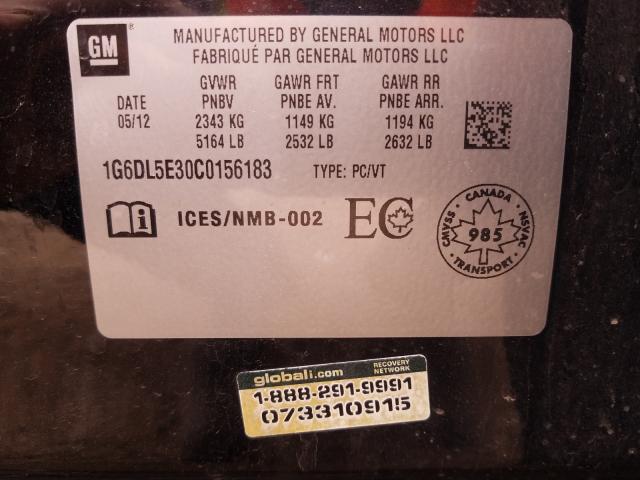 GM ®
MANUFACTURED BY GENERAL MOTORS LLC
FABRIQUÉ PAR GENERAL MOTORS LLC
GVWR GAWR FRT GAWR RR
DATE PNBV PNBE AV. PNBE ARR.
05/12 2343 KG 1149 KG 1194 KG
5164 LB 2532 LB 2632 LB
1G6DL5E30C0156183 TYPE: PC/VT
i ICES/NMB-002 EC
CANADA
CMVSS 985 NSVAC
TRANSPORT
globali.com RECOVERY NETWORK
1-888-291-9991
073310915